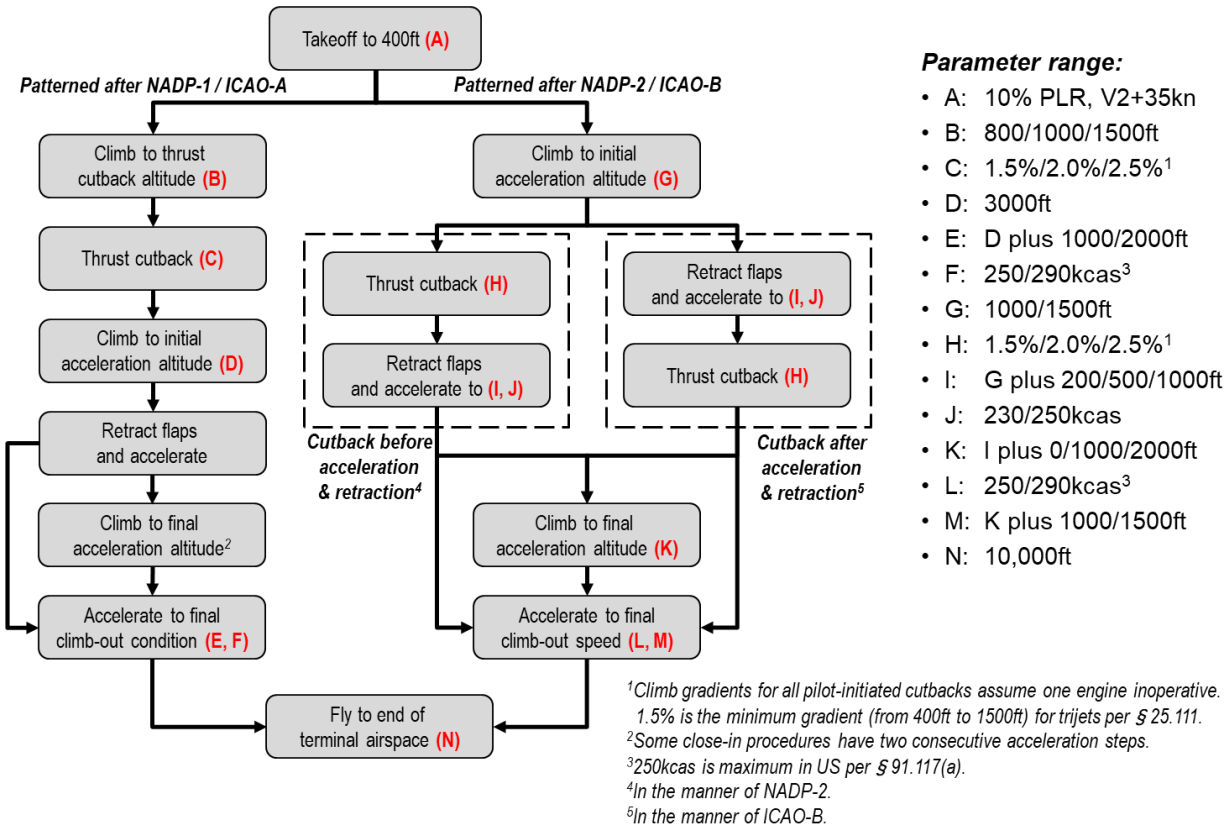 Takeoff to 400ft (A)
Patterned after NADP-1 / ICAO-A
Patterned after NADP-2 / ICAO-B
Climb to thrust
cutback altitude (B)
Thrust cutback (C)
Climb to initial
acceleration altitude (D)
Retract flaps
and accelerate
Climb to final
acceleration altitude²
Accelerate to final
climb-out condition (E, F)
Climb to initial
acceleration altitude (G)
Thrust cutback (H)
Retract flaps
and accelerate to (I, J)
Cutback before
acceleration
& retraction⁴
Retract flaps
and accelerate to (I, J)
Thrust cutback (H)
Cutback after
acceleration
& retraction⁵
Climb to final
acceleration altitude (K)
Accelerate to final
climb-out speed (L, M)
Fly to end of
terminal airspace (N)
Parameter range:
• A: 10% PLR, V2+35kn
• B: 800/1000/1500ft
• C: 1.5%/2.0%/2.5%¹
• D: 3000ft
• E: D plus 1000/2000ft
• F: 250/290kcas³
• G: 1000/1500ft
• H: 1.5%/2.0%/2.5%¹
• I: G plus 200/500/1000ft
• J: 230/250kcas
• K: I plus 0/1000/2000ft
• L: 250/290kcas³
• M: K plus 1000/1500ft
• N: 10,000ft
¹Climb gradients for all pilot-initiated cutbacks assume one engine inoperative.
1.5% is the minimum gradient (from 400ft to 1500ft) for trijets per § 25.111.
²Some close-in procedures have two consecutive acceleration steps.
³250kcas is maximum in US per § 91.117(a).
⁴In the manner of NADP-2.
⁵In the manner of ICAO-B.